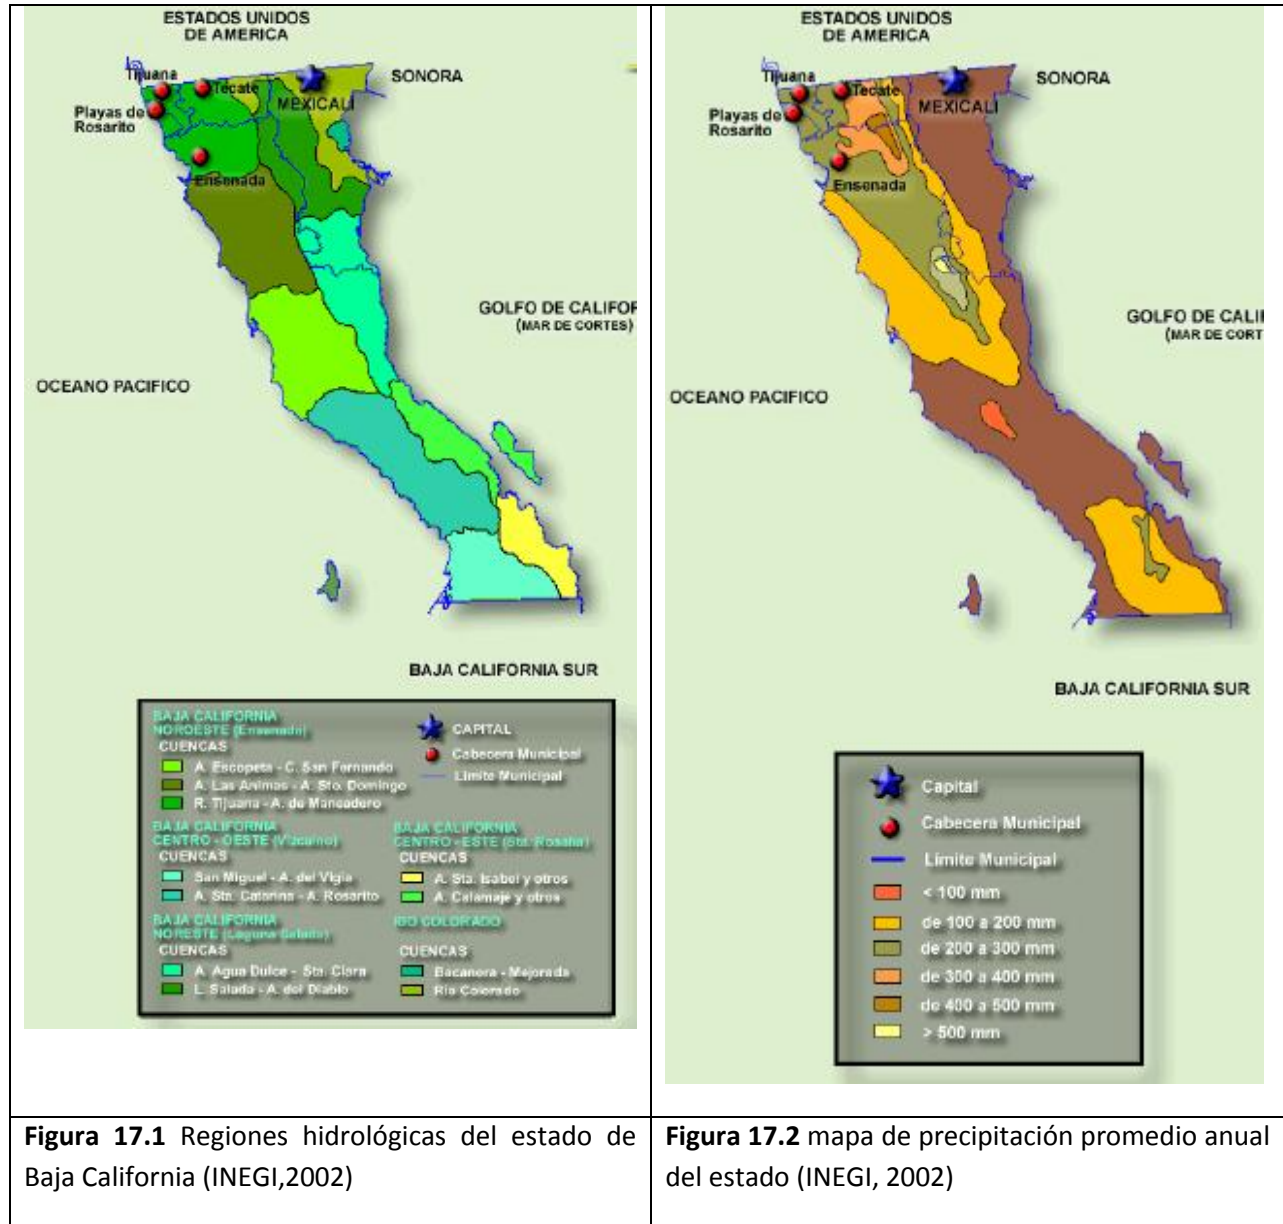 ESTADOS UNIDOS
DE AMERICA
Tijuana
Tecate
SONORA
MEXICALI
Playas de
Rosarito
Ensenada
GOLFO DE CALIFOR
(MAR DE CORTES)
OCEANO PACIFICO
BAJA CALIFORNIA SUR
BAJA CALIFORNIA
NOROESTE (Ensenada)
CUENCAS
A. Escopeta - C. San Fernando
A. Las Animas - A. Sto. Domingo
R. Tijuana - A. de Maneadero
CAPITAL
Cabecera Municipal
Límite Municipal
BAJA CALIFORNIA
CENTRO - OESTE (Vizcaíno)
CUENCAS
San Miguel - A. del Vigía
A. Sta. Catarina - A. Rosarito
BAJA CALIFORNIA
CENTRO - ESTE (Sta. Rosalía)
CUENCAS
A. Sta. Isabel y otros
A. Calamajé y otros
BAJA CALIFORNIA
NORESTE (Laguna Salada)
CUENCAS
A. Agua Dulce - Sta. Clara
L. Salada - A. del Diablo
RIO COLORADO
CUENCAS
Bacanora - Mejorada
Río Colorado
Figura 17.1 Regiones hidrológicas del estado de
Baja California (INEGI,2002)
ESTADOS UNIDOS
DE AMERICA
Tijuana
Tecate
SONORA
MEXICALI
Playas de
Rosarito
Ensenada
GOLFO DE CALI
(MAR DE CORT
OCEANO PACIFICO
BAJA CALIFORNIA SUR
Capital
Cabecera Municipal
Límite Municipal
< 100 mm
de 100 a 200 mm
de 200 a 300 mm
de 300 a 400 mm
de 400 a 500 mm
> 500 mm
Figura 17.2 mapa de precipitación promedio anual
del estado (INEGI, 2002)